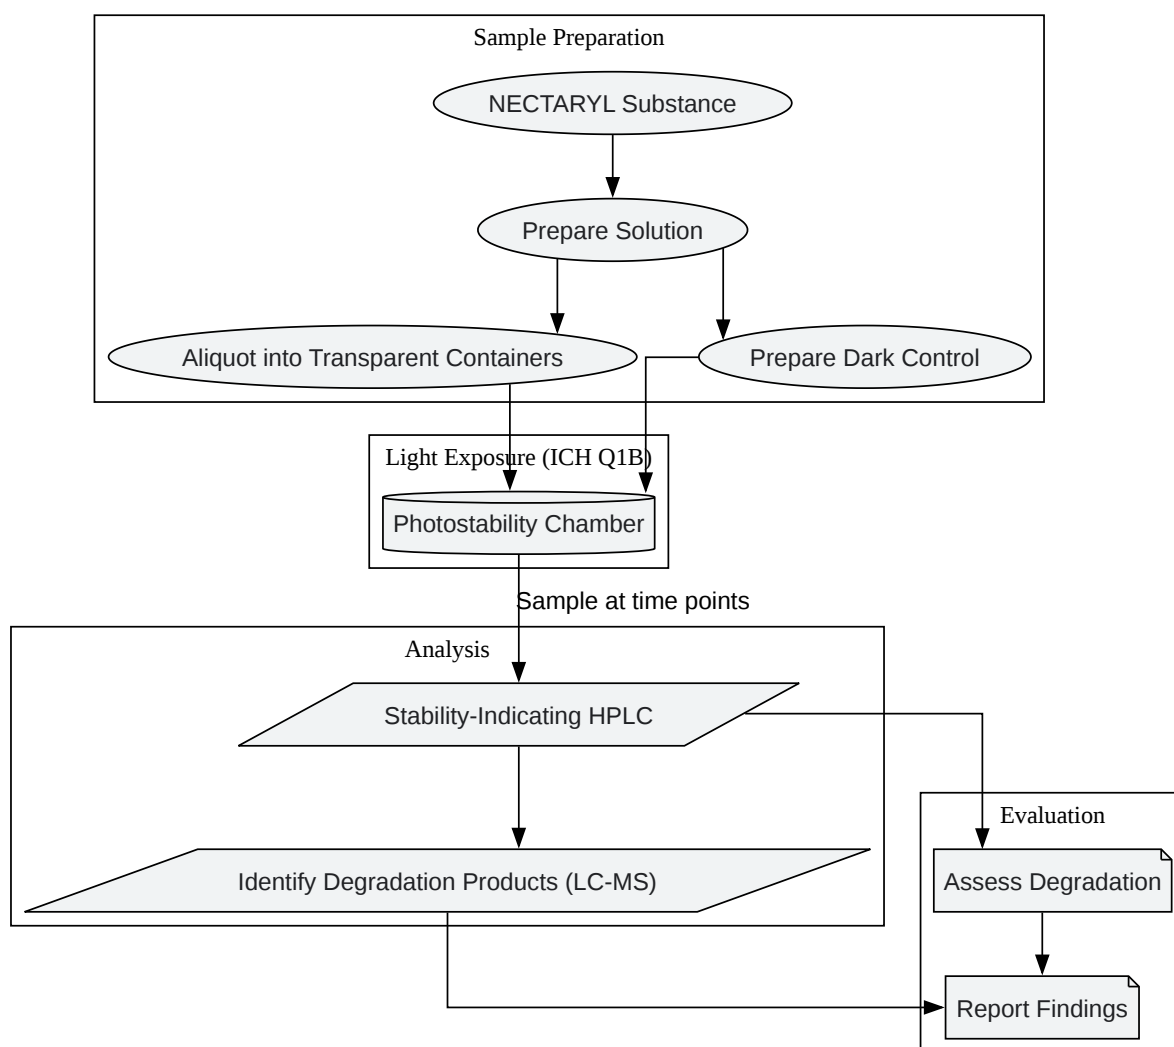 Sample Preparation
NECTARYL Substance
Prepare Solution
Aliquot into Transparent Containers
Prepare Dark Control
Light Exposure (ICH Q1B)
Photostability Chamber
Sample at time points
Analysis
Stability-Indicating HPLC
Evaluation
Identify Degradation Products (LC-MS)
Assess Degradation
Report Findings